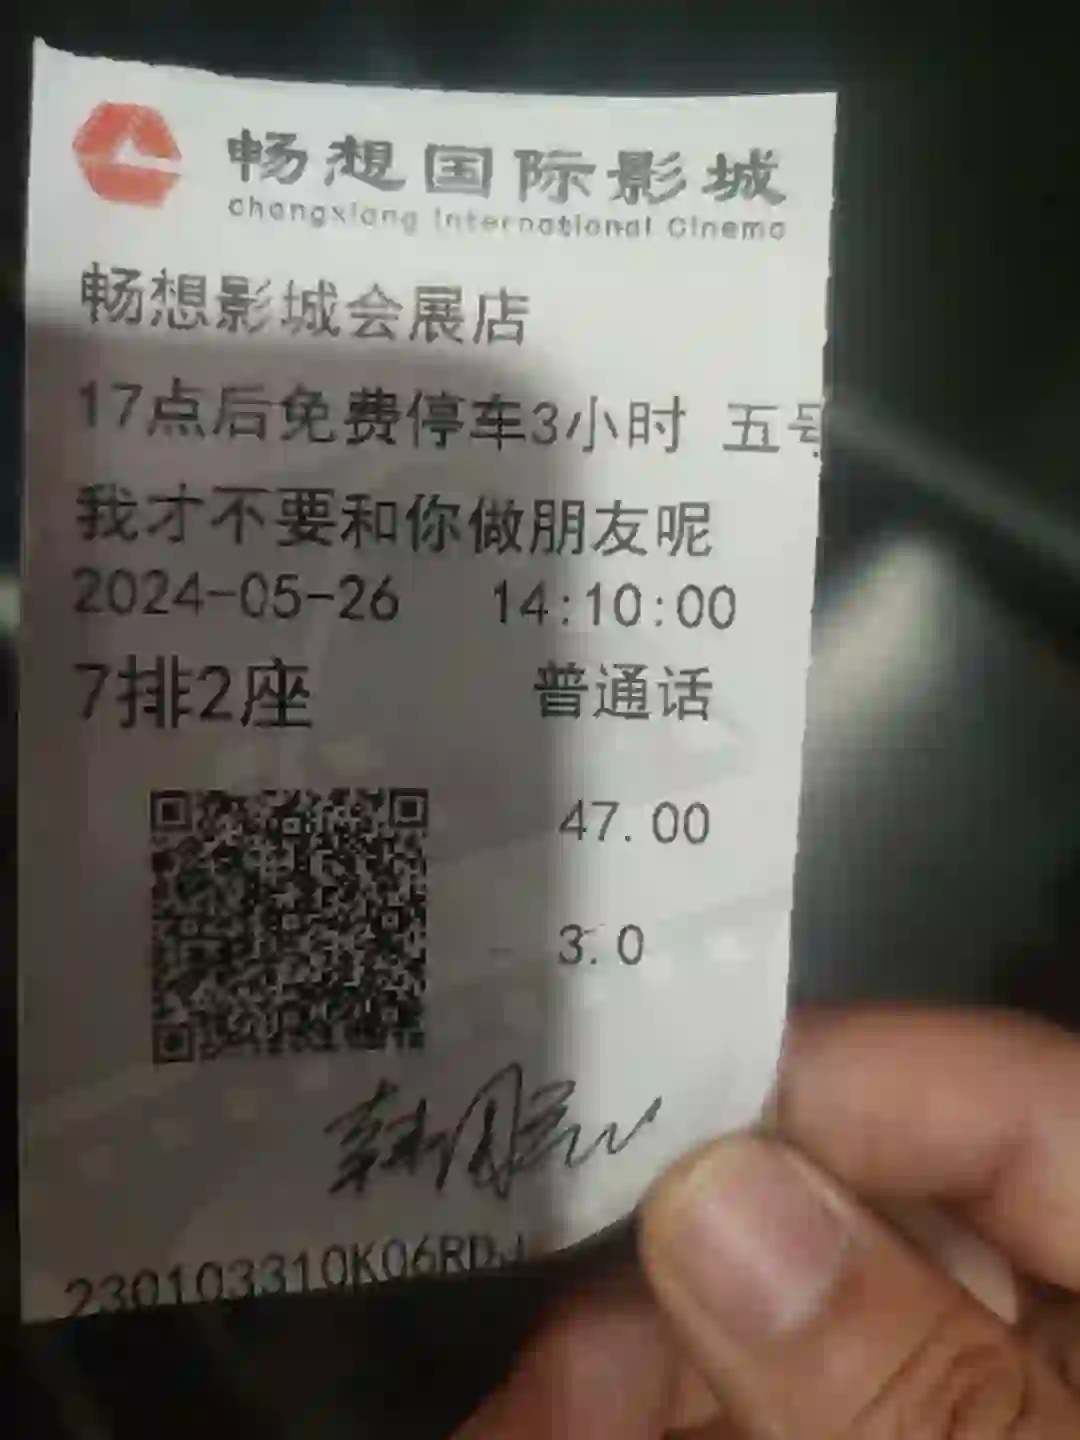 畅想国际影城
changxiang International Cinema
畅想影城会展店
17点后免费停车3小时 五号
我才不要和你做朋友呢
2024-05-26 14:10:00
7排2座 普通话
47.00
3.0
230103310K06RDJ